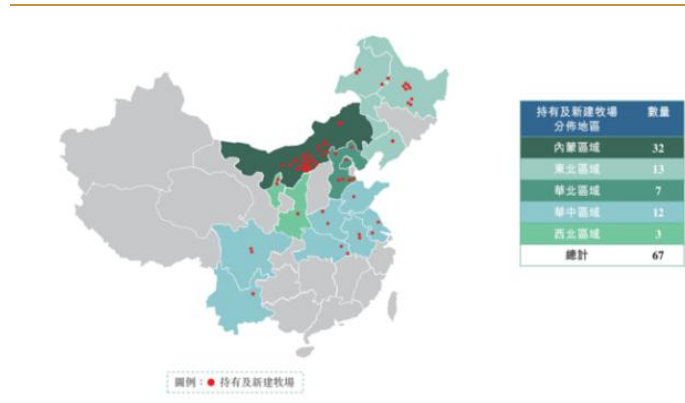 持有及新建牧場
分佈地區
數量
內蒙區域 32
東北區域 13
華北區域 7
華中區域 12
西北區域 3
總計 67
圖例：● 持有及新建牧場